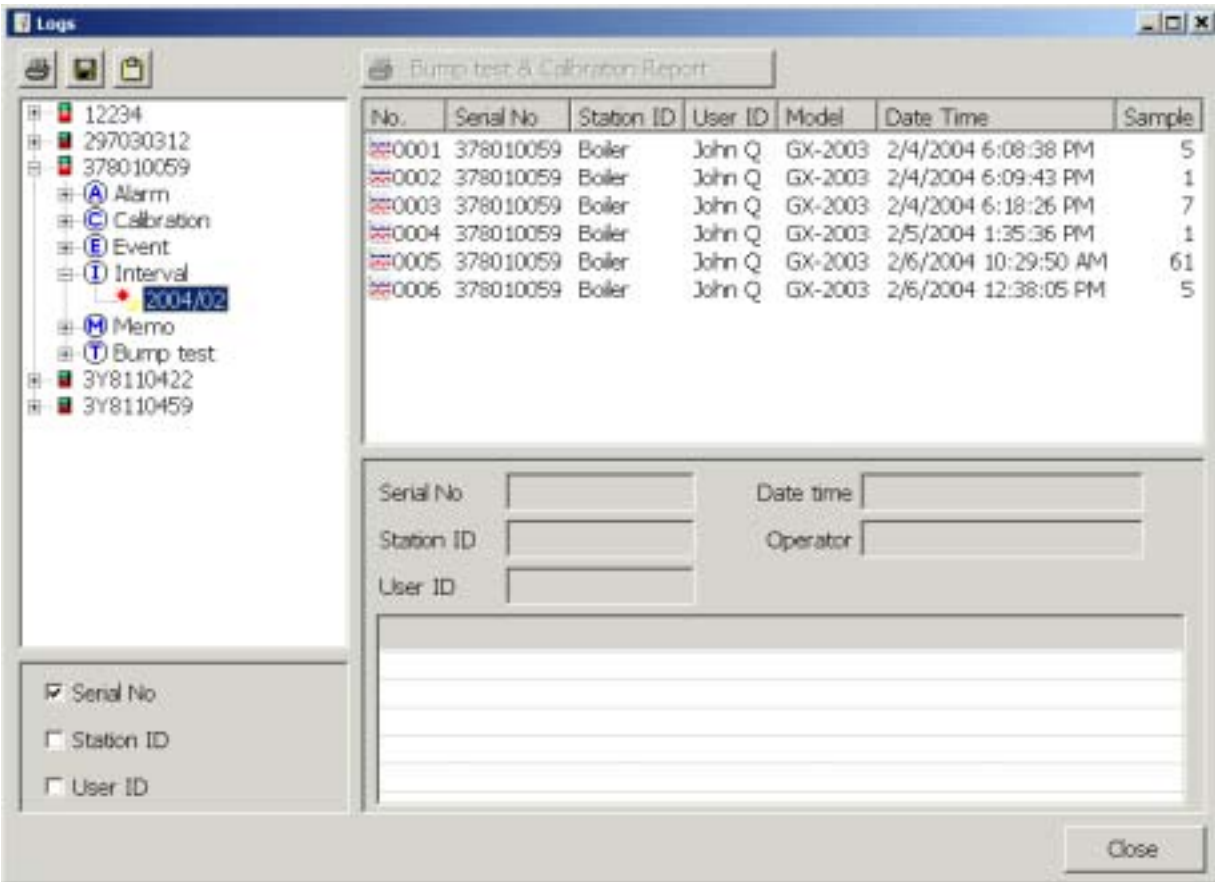 Logs
Bump test & Calibration Report
12234
297030312
378010059
A Alarm
C Calibration
E Event
I Interval
2004/02
M Memo
T Bump test
3Y8110422
3Y8110459
No. Serial No Station ID User ID Model Date Time Sample
0001 378010059 Boiler John Q GX-2003 2/4/2004 6:08:38 PM 5
0002 378010059 Boiler John Q GX-2003 2/4/2004 6:09:43 PM 1
0003 378010059 Boiler John Q GX-2003 2/4/2004 6:18:26 PM 7
0004 378010059 Boiler John Q GX-2003 2/5/2004 1:35:36 PM 1
0005 378010059 Boiler John Q GX-2003 2/6/2004 10:29:50 AM 61
0006 378010059 Boiler John Q GX-2003 2/6/2004 12:38:05 PM 5
Serial No Date time
Station ID Operator
User ID
Serial No
Station ID
User ID
Close